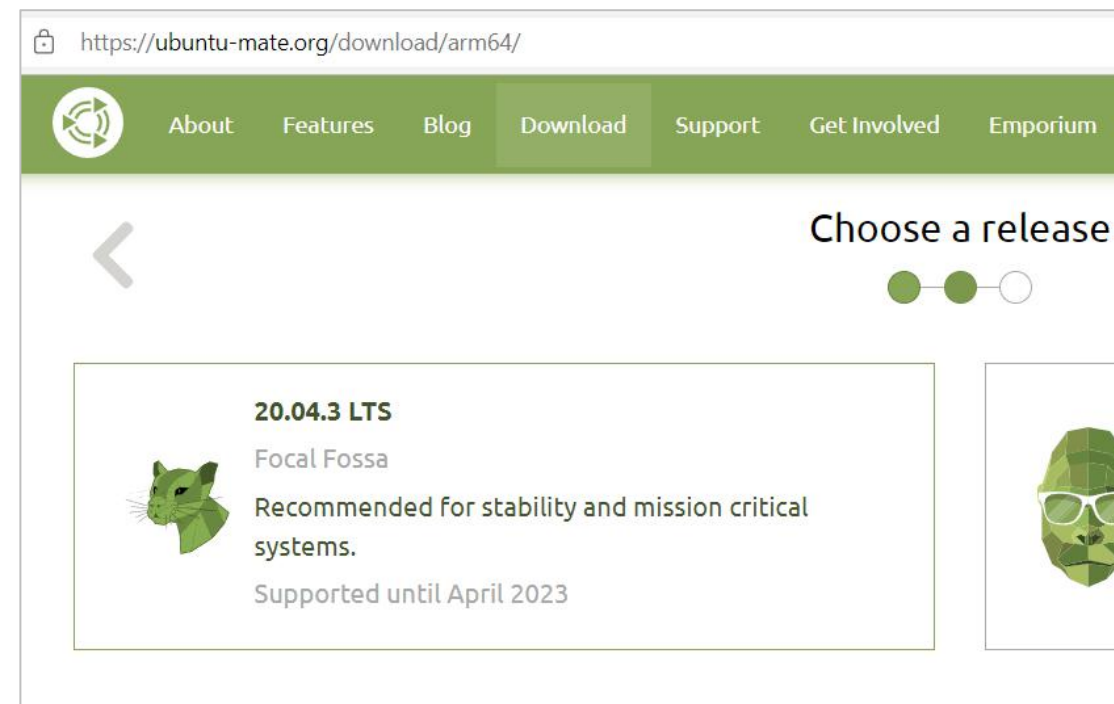 https://ubuntu-mate.org/download/arm64/
About Features Blog Download Support Get Involved Emporium
Choose a release
20.04.3 LTS
Focal Fossa
Recommended for stability and mission critical
systems.
Supported until April 2023